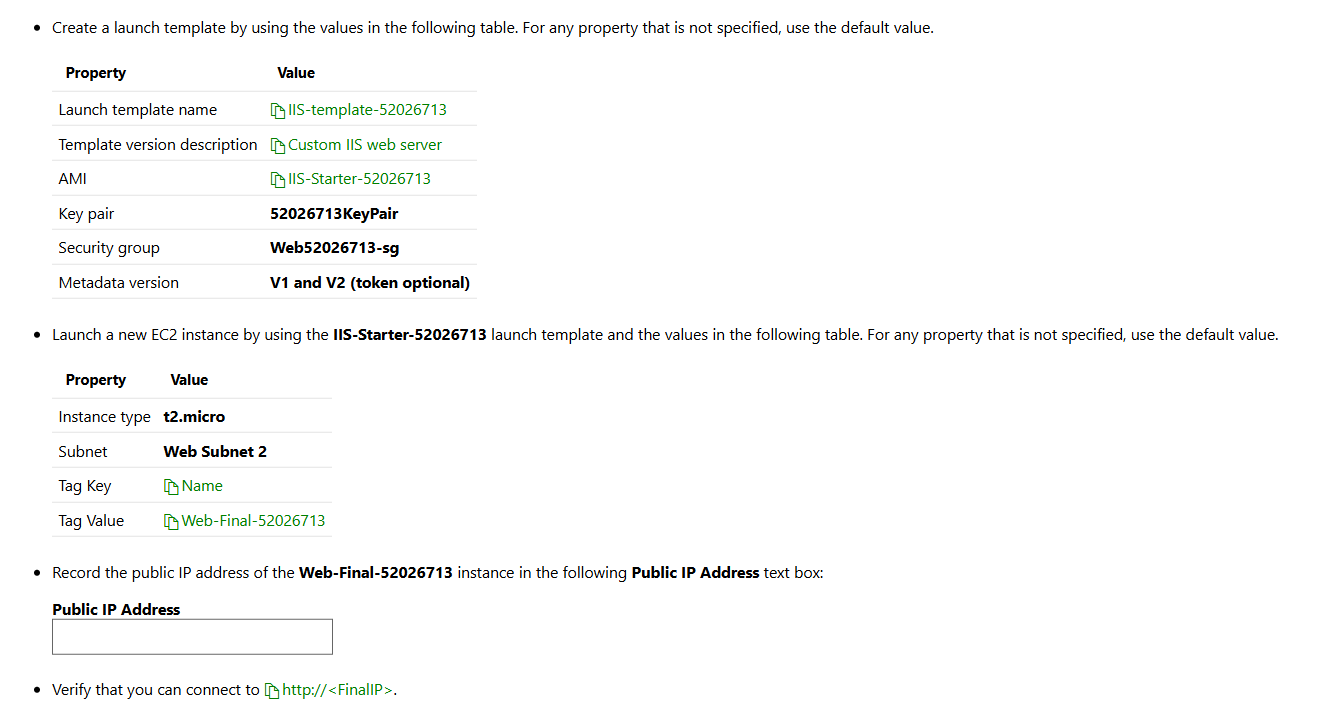 • Create a launch template by using the values in the following table. For any property that is not specified, use the default value.
Property Value
Launch template name IIS-template-52026713
Template version description Custom IIS web server
AMI IIS-Starter-52026713
Key pair 52026713KeyPair
Security group Web52026713-sg
Metadata version V1 and V2 (token optional)
• Launch a new EC2 instance by using the IIS-Starter-52026713 launch template and the values in the following table. For any property that is not specified, use the default value.
Property Value
Instance type t2.micro
Subnet Web Subnet 2
Tag Key Name
Tag Value Web-Final-52026713
• Record the public IP address of the Web-Final-52026713 instance in the following Public IP Address text box:
Public IP Address
• Verify that you can connect to http://<FinalIP>.